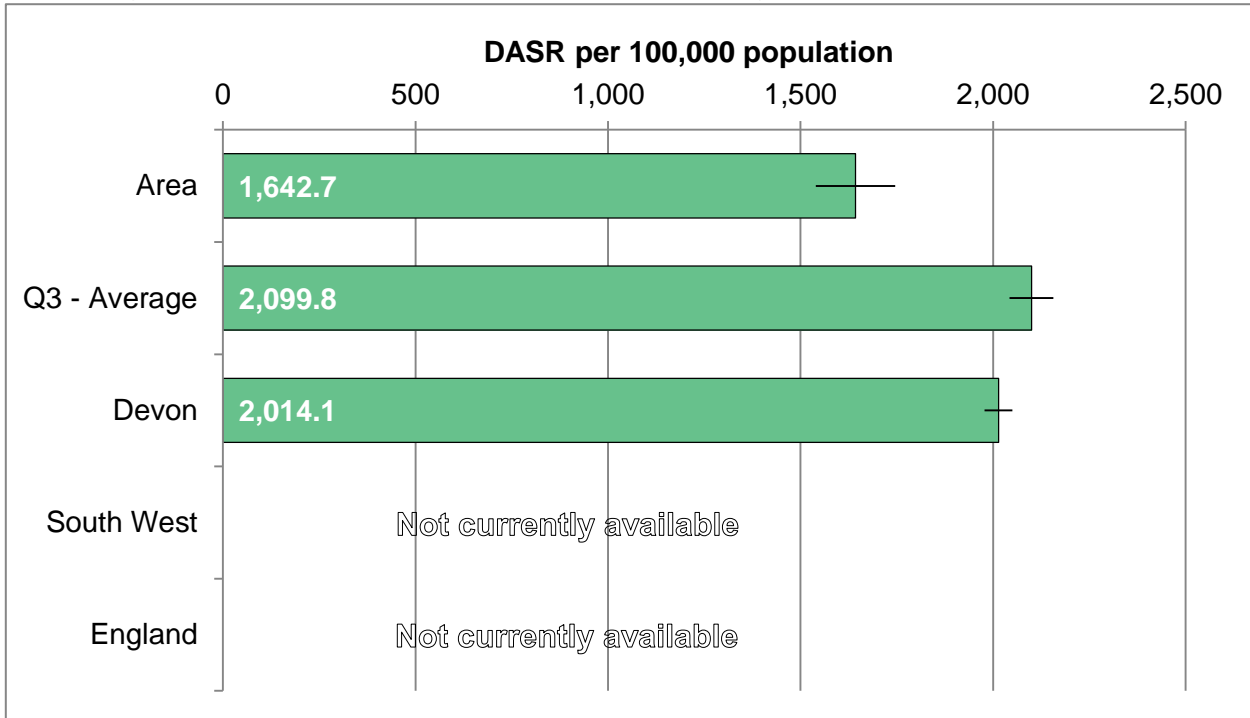 DASR per 100,000 population
0 500 1,000 1,500 2,000 2,500
Area 1,642.7
Q3 - Average 2,099.8
Devon 2,014.1
South West Not currently available
England Not currently available